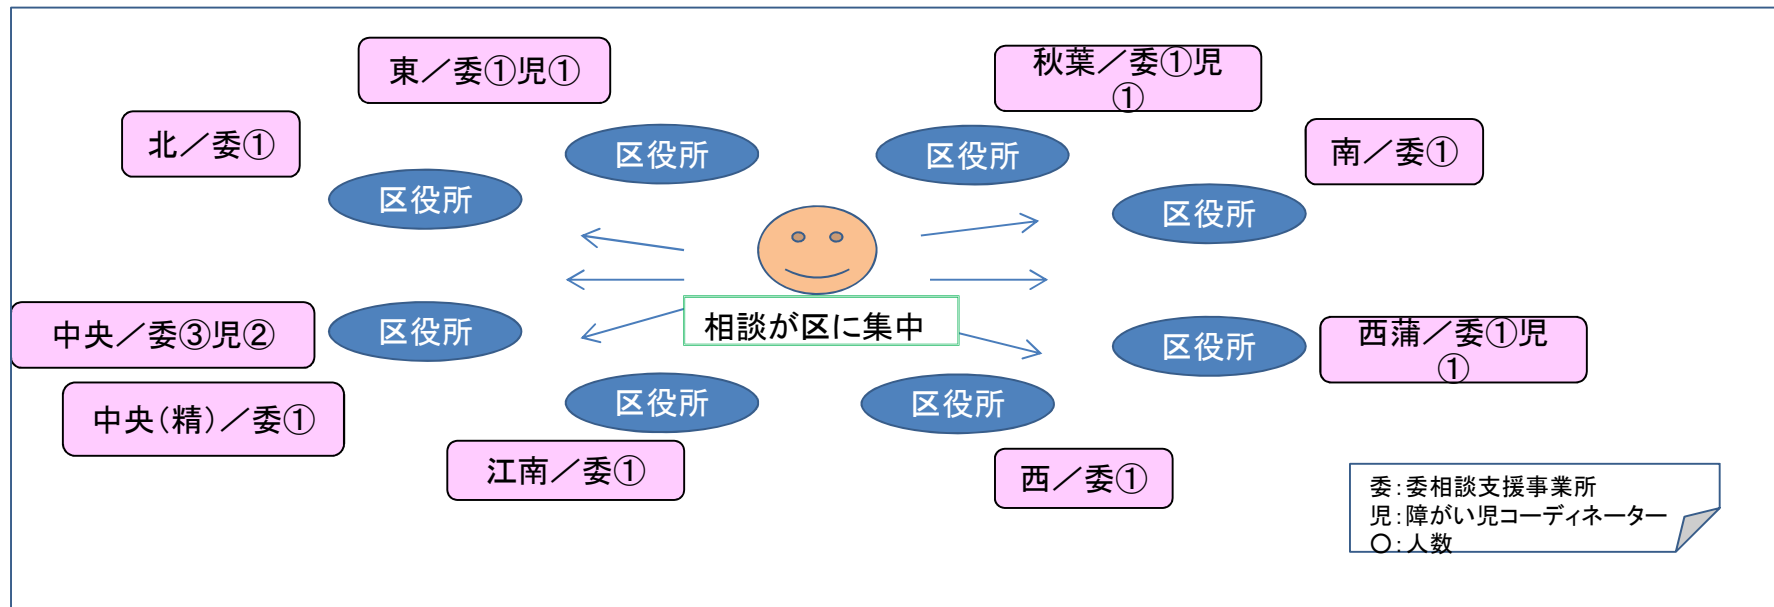 東／委①児①
秋葉／委①児
①
北／委①
区役所
区役所
南／委①
区役所
区役所
中央／委③児②
区役所
相談が区に集中
区役所
西蒲／委①児
①
中央(精)／委①
区役所
区役所
江南／委①
西／委①
委:委相談支援事業所
児:障がい児コーディネーター
〇:人数